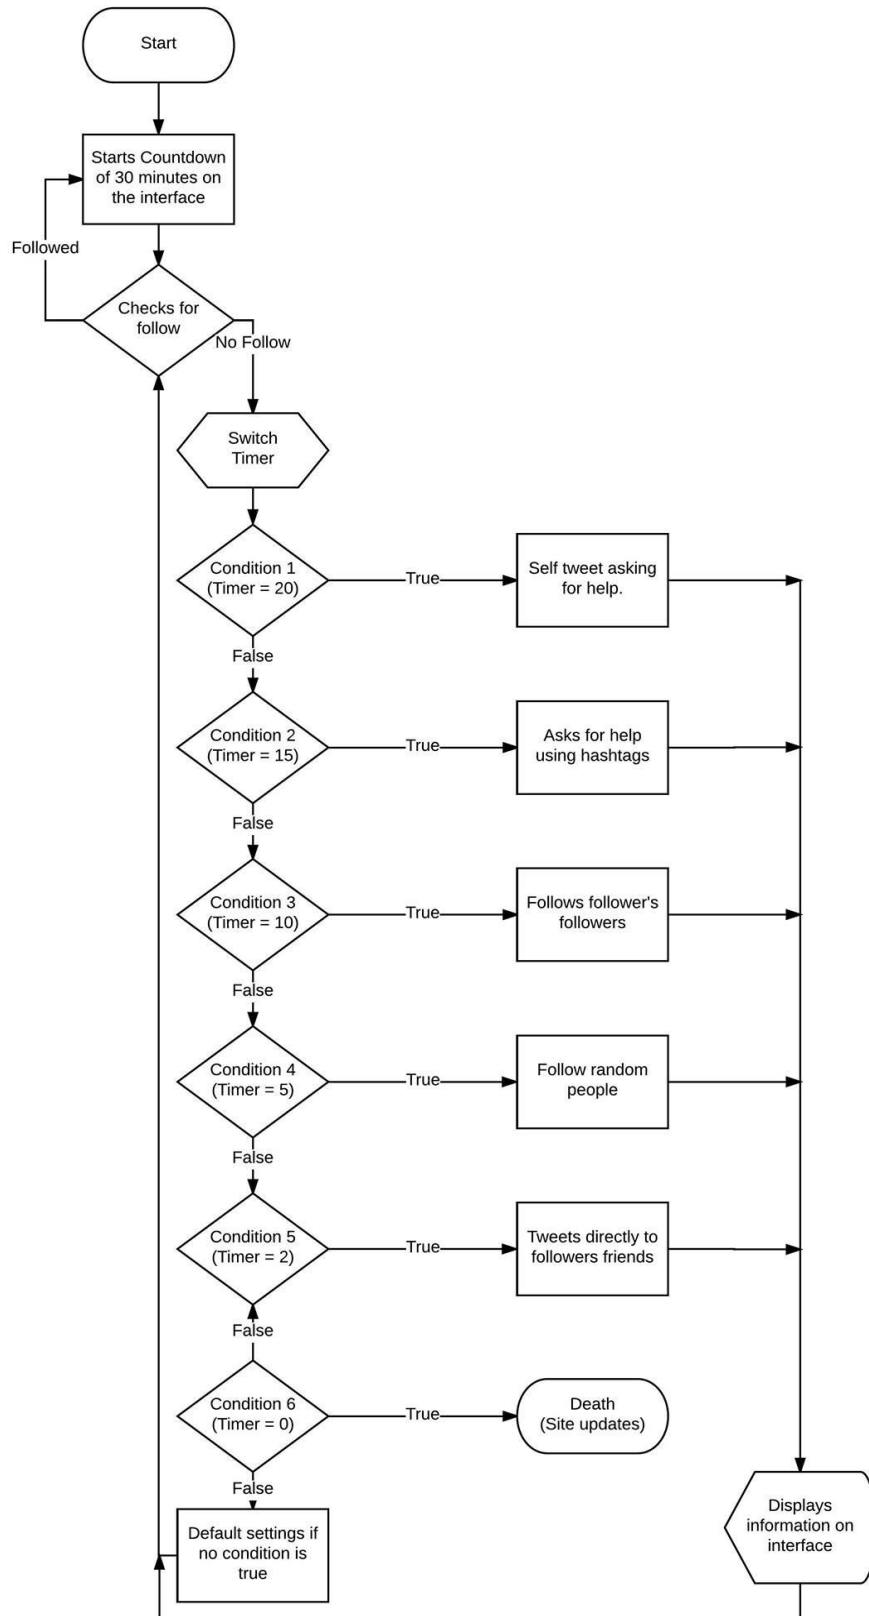 Start
Starts Countdown
of 30 minutes on
the interface
Followed
Checks for
follow
No Follow
Switch
Timer
Condition 1
(Timer = 20)
True
Self tweet asking
for help.
False
Condition 2
(Timer = 15)
True
Asks for help
using hashtags
False
Condition 3
(Timer = 10)
True
Follows follower's
followers
False
Condition 4
(Timer = 5)
True
Follow random
people
False
Condition 5
(Timer = 2)
True
Tweets directly to
followers friends
False
Condition 6
(Timer = 0)
True
Death
(Site updates)
False
Default settings if
no condition is
true
Displays
information on
interface